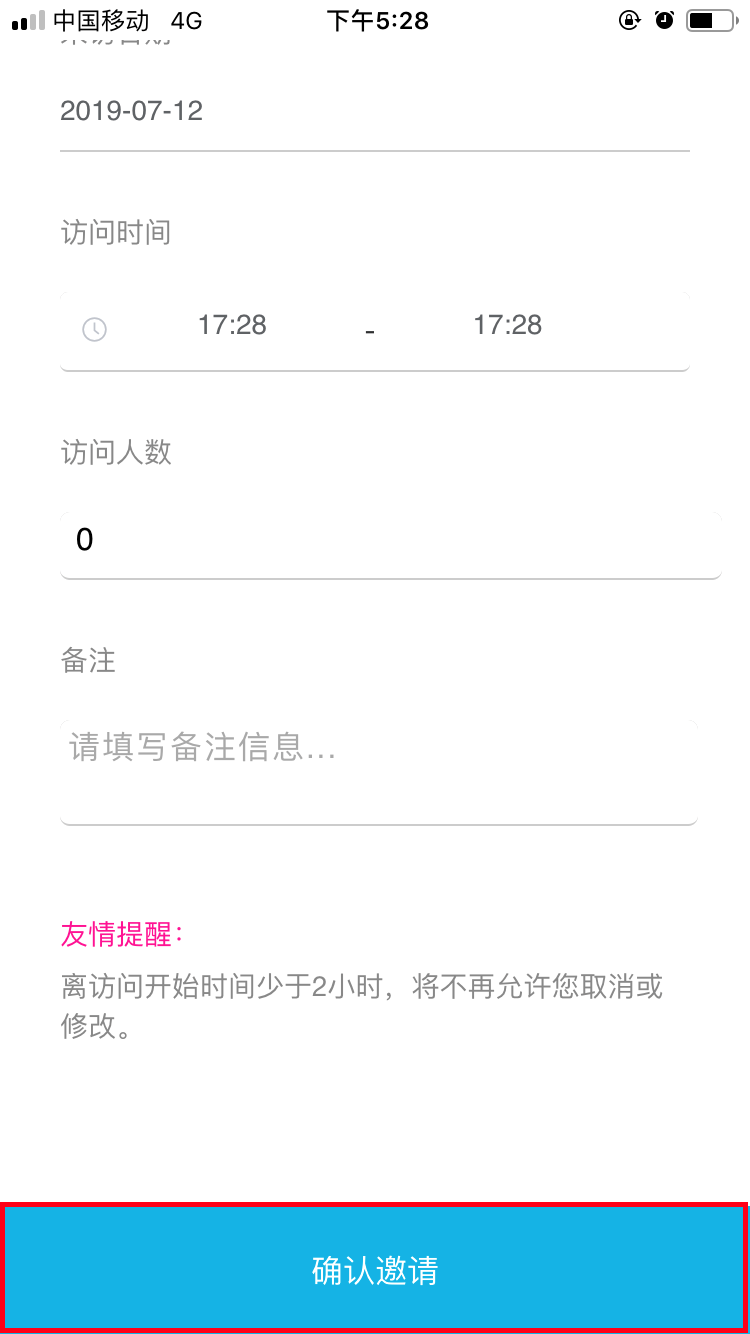 中国移动 4G 下午5:28
2019-07-12
访问时间
17:28 - 17:28
访问人数
0
备注
请填写备注信息...
友情提醒：
离访问开始时间少于2小时，将不再允许您取消或
修改。
确认邀请